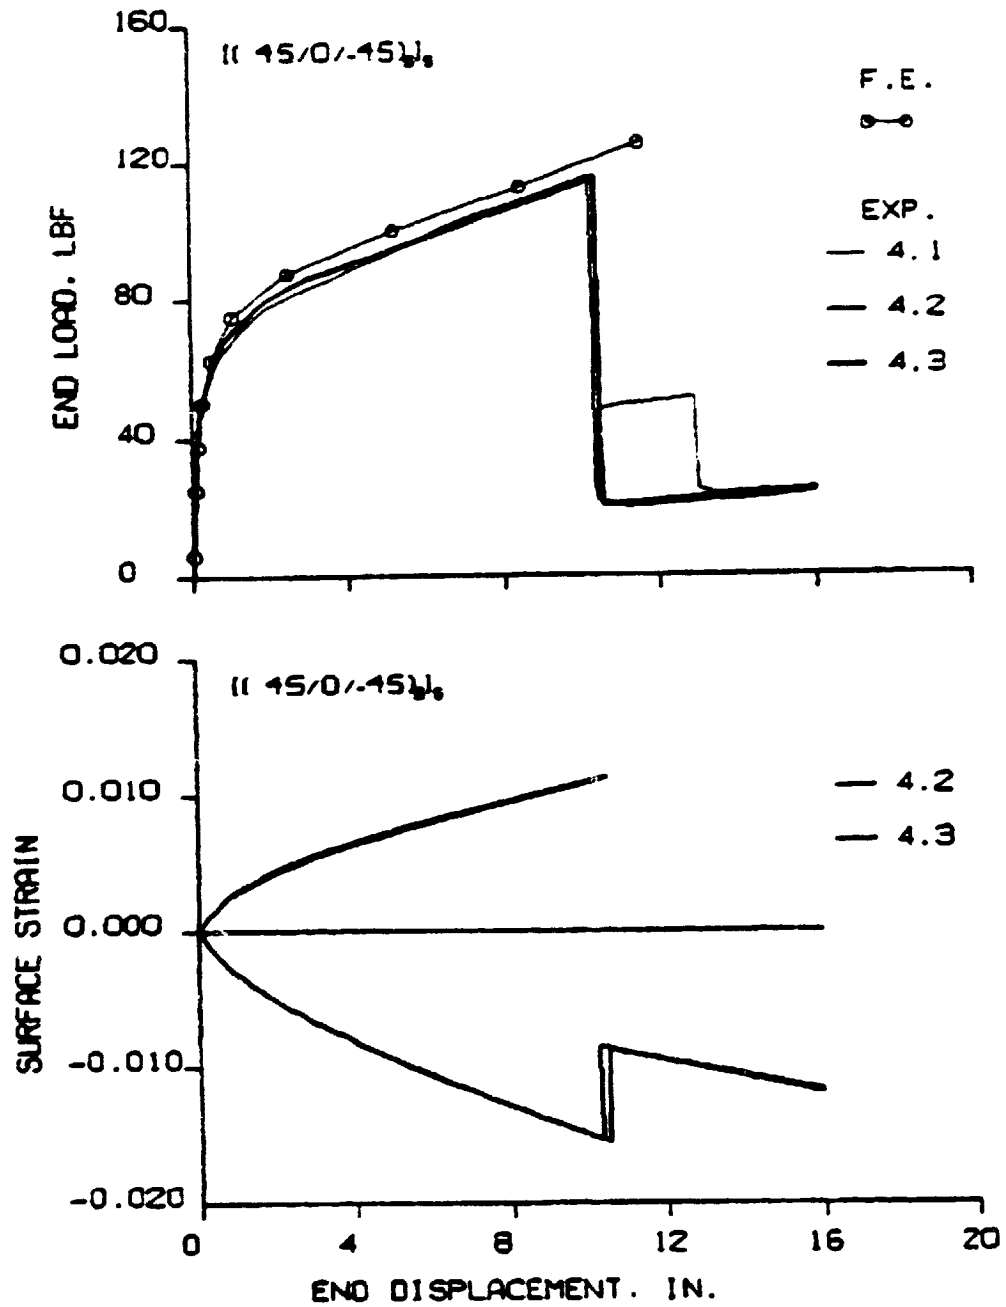 160
[( 45/0/-45)₃]ₛ
F.E.
120
EXP.
4.1
80
4.2
4.3
40
0
END LOAD, LBF
0.020
[( 45/0/-45)₃]ₛ
0.010
4.2
4.3
0.000
-0.010
-0.020
SURFACE STRAIN
0 4 8 12 16 20
END DISPLACEMENT, IN.